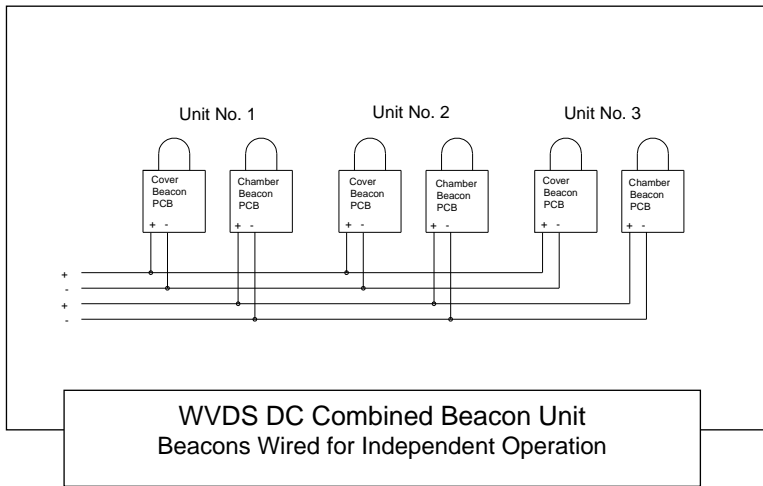 Unit No. 1
Unit No. 2
Unit No. 3
Cover
Beacon
PCB
+ -
Chamber
Beacon
PCB
+ -
Cover
Beacon
PCB
+ -
Chamber
Beacon
PCB
+ -
Cover
Beacon
PCB
+ -
Chamber
Beacon
PCB
+ -
+
-
+
-
WVDS DC Combined Beacon Unit
Beacons Wired for Independent Operation